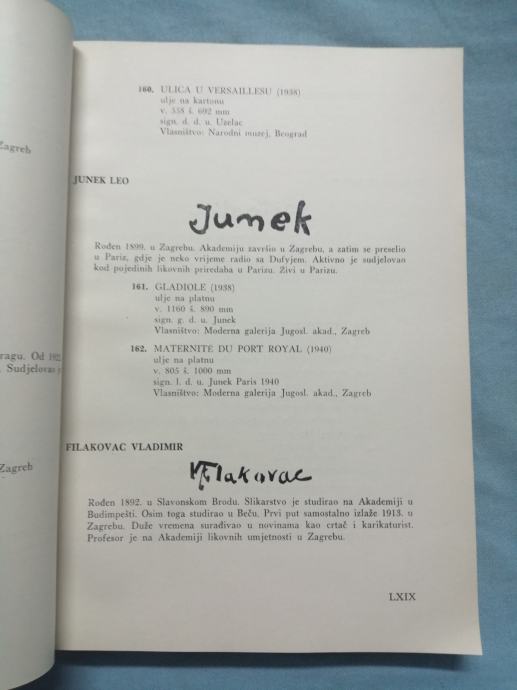 160. ULICA U VERSAILLESU (1938)
ulje na kartonu
v. 538 š. 692 mm
sign. d. d. u. Uzelac
Vlasništvo: Narodni muzej, Beograd
Zagreb
JUNEK LEO
Junek
Rođen 1899. u Zagrebu. Akademiju završio u Zagrebu, a zatim se preselio
u Pariz, gdje je neko vrijeme radio sa Dufyjem. Aktivno je sudjelovao
kod pojedinih likovnih priredaba u Parizu. Živi u Parizu.
161. GLADIOLE (1938)
ulje na platnu
v. 1160 š. 890 mm
sign. g. d. u. Junek
Vlasništvo: Moderna galerija Jugosl. akad., Zagreb
162. MATERNITE DU PORT ROYAL (1940)
ulje na platnu
v. 805 š. 1000 mm
sign. l. d. u. Junek Paris 1940
Vlasništvo: Moderna galerija Jugosl. akad., Zagreb
ragu. Od 1922
Sudjelovao
FILAKOVAC VLADIMIR
VFilakovac
Zagreb
Rođen 1892. u Slavonskom Brodu. Slikarstvo je studirao na Akademiji u
Budimpešti. Osim toga studirao u Beču. Prvi put samostalno izlaže 1913. u
Zagrebu. Duže vremena surađivao u novinama kao crtač i karikaturist.
Profesor je na Akademiji likovnih umjetnosti u Zagrebu.
LXIX